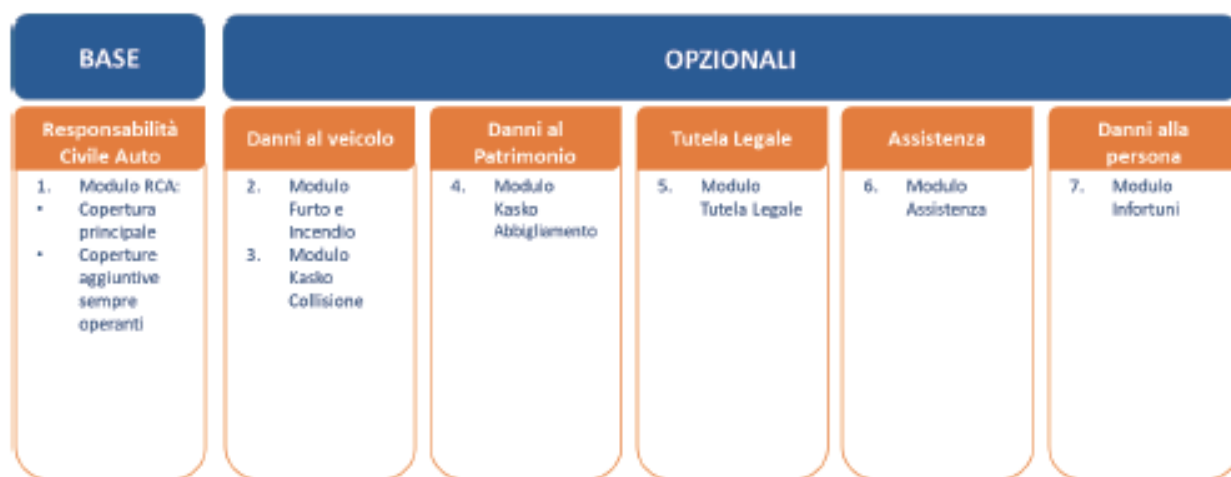 BASE
OPZIONALI
Responsabilità
Civile Auto
1. Modulo RCA:
• Copertura
principale
• Coperture
aggiuntive
sempre
operanti
Danni al veicolo
2. Modulo
Furto e
Incendio
3. Modulo
Kasko
Collisione
Danni al
Patrimonio
4. Modulo
Kasko
Abbigliamento
Tutela Legale
5. Modulo
Tutela Legale
Assistenza
6. Modulo
Assistenza
Danni alla
persona
7. Modulo
Infortuni